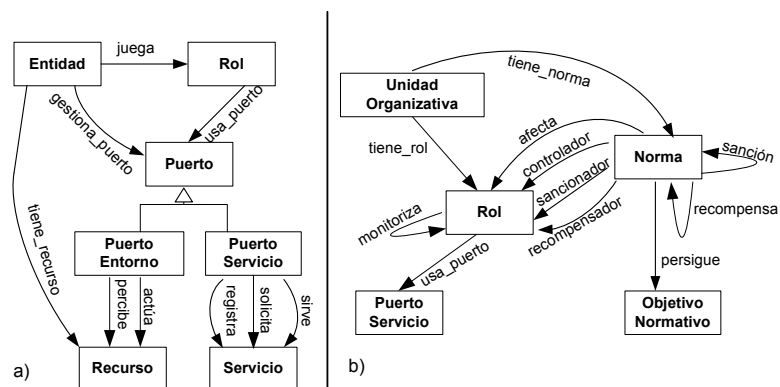 juega
Entidad
Rol
gestiona_puerto
usa_puerto
Puerto
tiene_recurso
Puerto
Entorno
Puerto
Servicio
percibe
actúa
registra
solicita
sirve
Recurso
Servicio
a)
tiene_norma
Unidad
Organizativa
afecta
controlador
sancionador
recompensador
Norma
sanción
recompensa
tiene_rol
monitoriza
Rol
usa_puerto
persigue
Puerto
Servicio
Objetivo
Normativo
b)